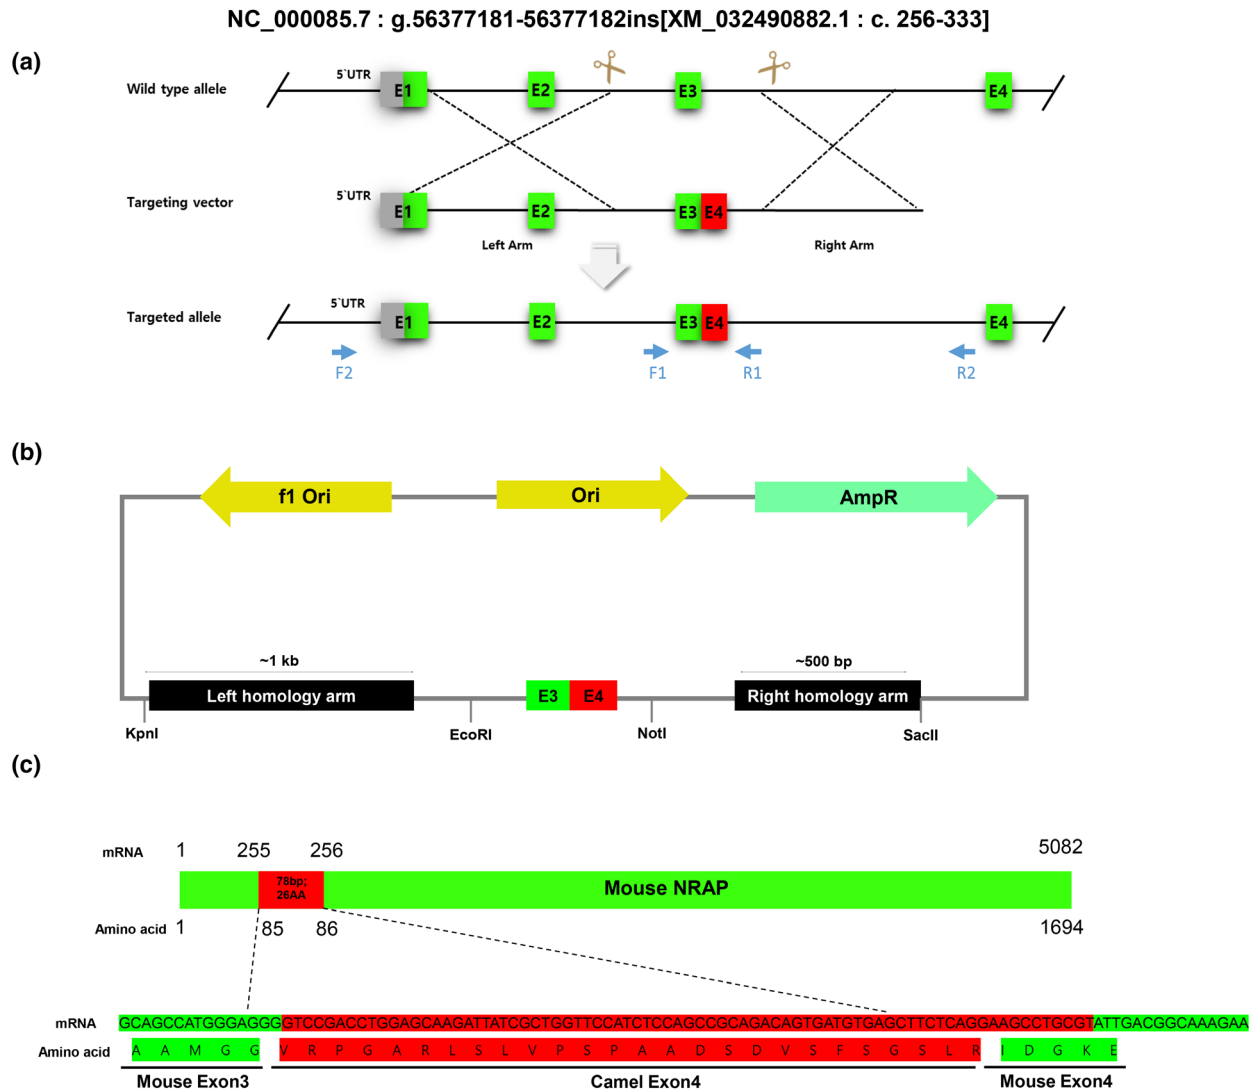 NC_000085.7 : g.56377181-56377182ins[XM_032490882.1 : c. 256-333]
(a)
5`UTR
Wild type allele
E1
E2
E3
E4
5`UTR
Targeting vector
E1
E2
E3
E4
Left Arm
Right Arm
5`UTR
Targeted allele
E1
E2
E3
E4
E4
F2
F1
R1
R2
(b)
f1 Ori
Ori
AmpR
~1 kb
~500 bp
Left homology arm
E3
E4
Right homology arm
KpnI
EcoRI
NotI
SacII
(c)
mRNA
1
255
256
5082
78bp;
26AA
Mouse NRAP
Amino acid
1
85
86
1694
mRNA
GCAGCCATGGGAGGGGTCCGACCTGGAGCAAGATTATCGCTGGTTCCATCTCCAGCCGCAGACAGTGATGTGAGCTTCTCAGGAAGCCTGCGTATTGACGGCAAAGAA
Amino acid
A A M G G V R P G A R L S L V P S P A A D S D V S F S G S L R I D G K E
Mouse Exon3
Camel Exon4
Mouse Exon4